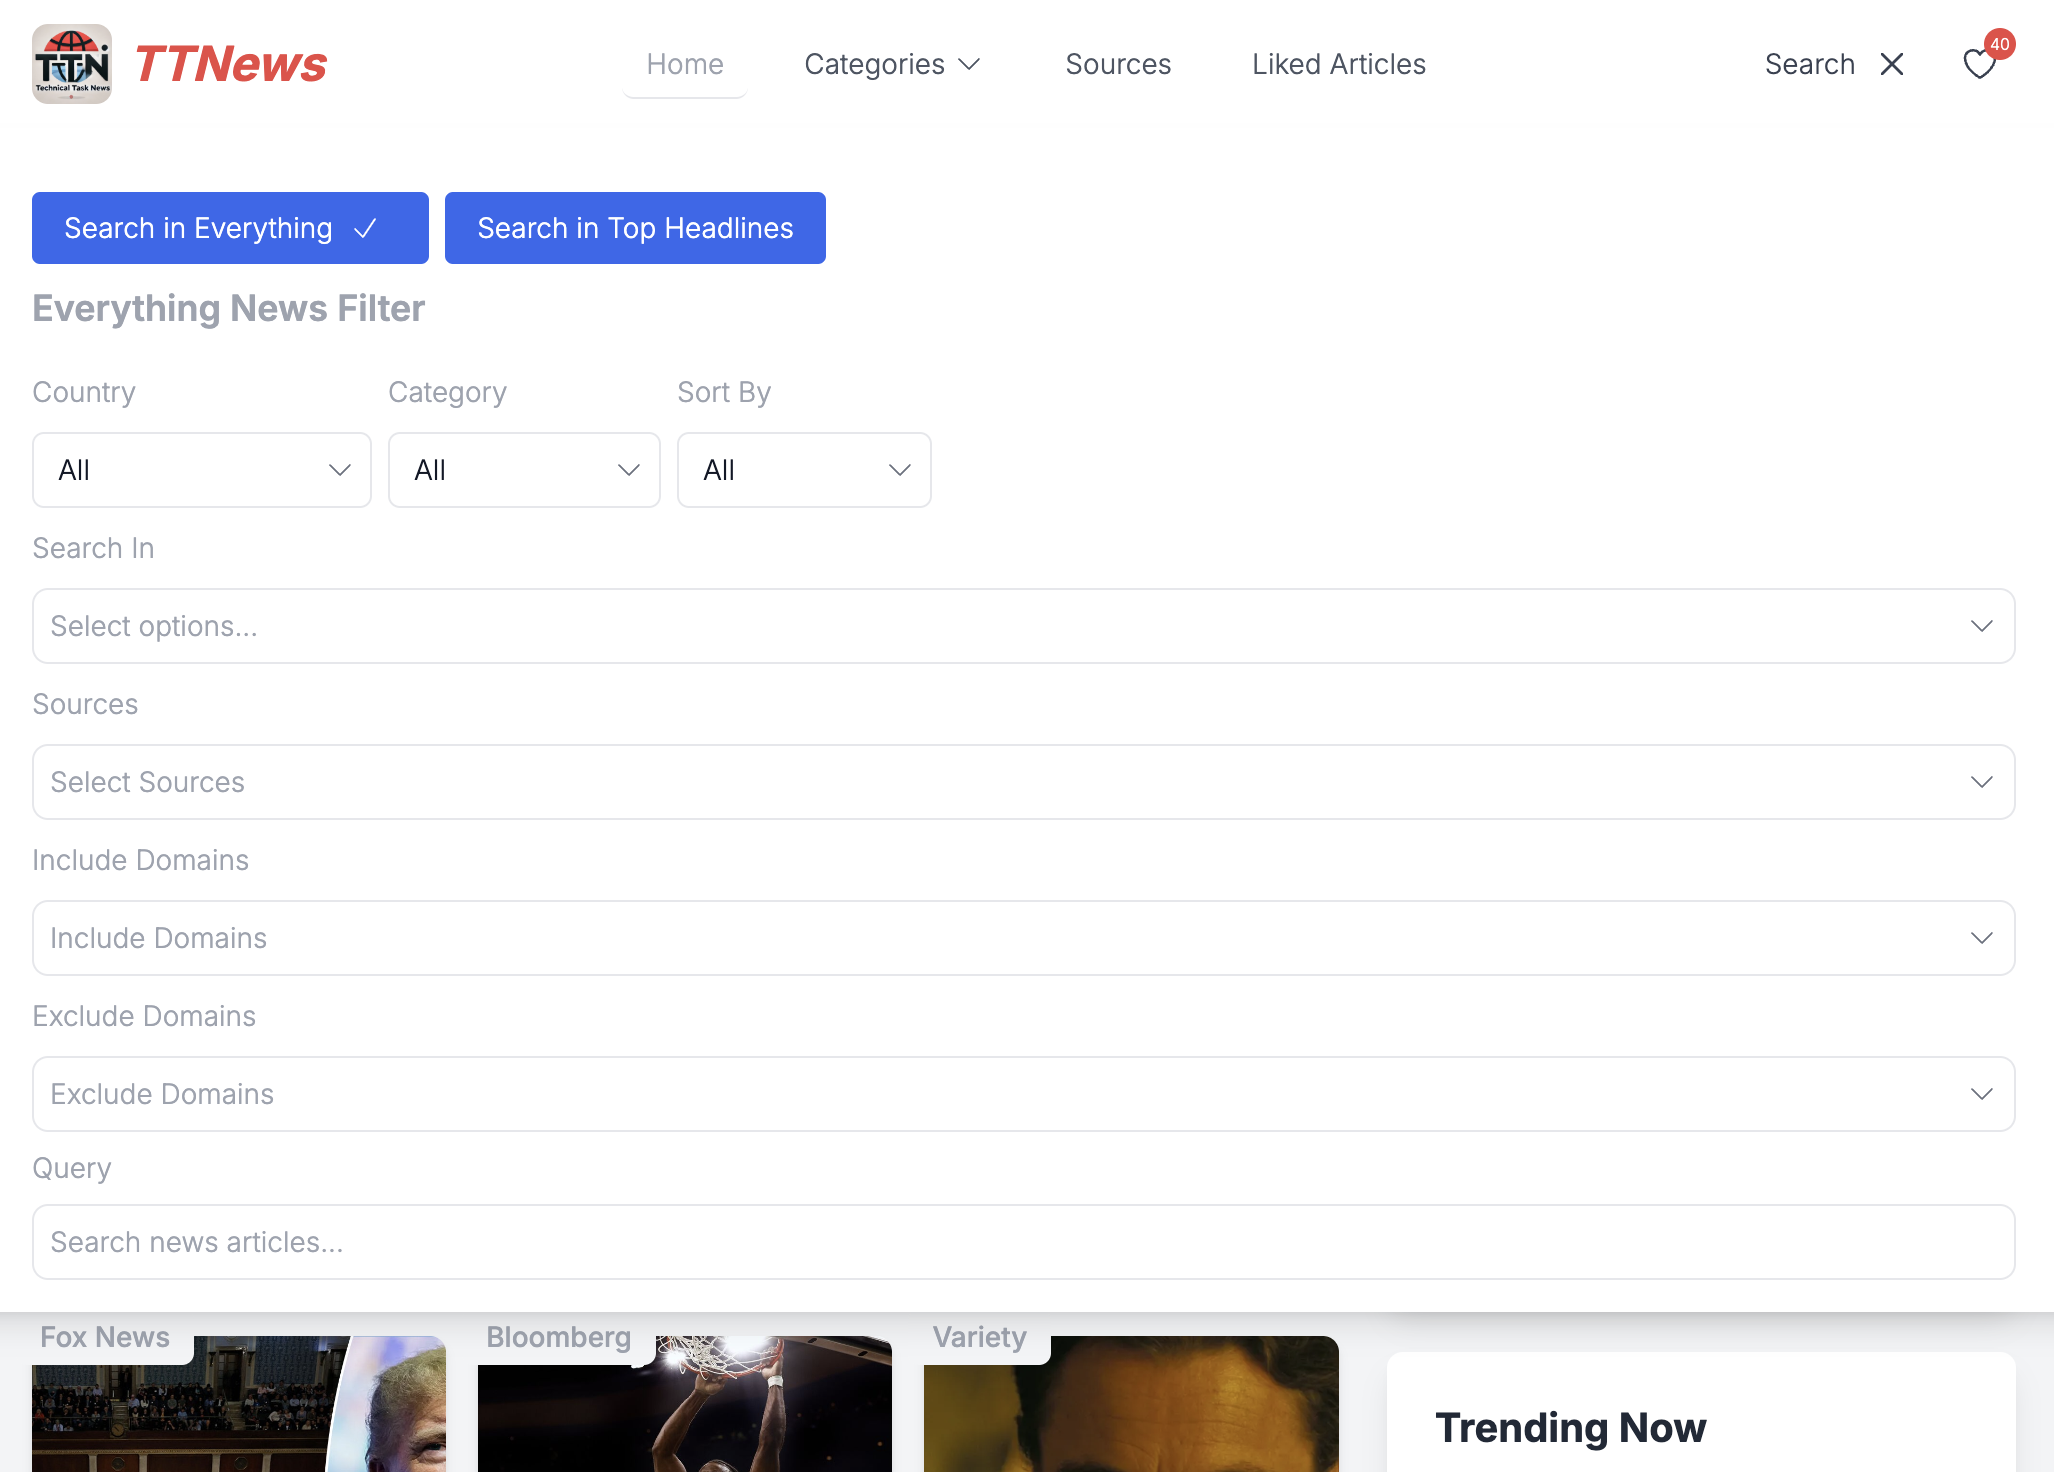 TTN
Technical Task News
TTNews
Home
Categories
Sources
Liked Articles
Search
40
Search in Everything
Search in Top Headlines
Everything News Filter
Country
Category
Sort By
All
All
All
Search In
Select options...
Sources
Select Sources
Include Domains
Include Domains
Exclude Domains
Exclude Domains
Query
Search news articles...
Fox News
Bloomberg
Variety
Trending Now